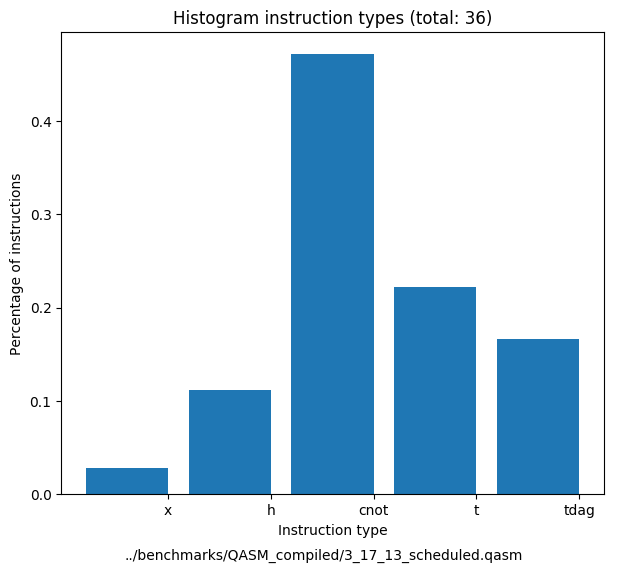 Histogram instruction types (total: 36)
Percentage of instructions
0.4
0.3
0.2
0.1
0.0
x h cnot t tdag
Instruction type
../benchmarks/QASM_compiled/3_17_13_scheduled.qasm